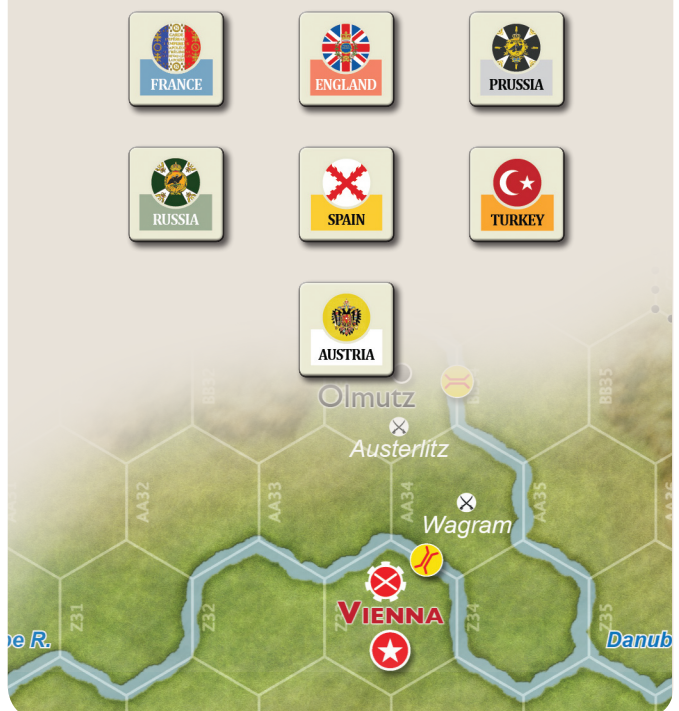 FRANCE
ENGLAND
PRUSSIA
RUSSIA
SPAIN
TURKEY
AUSTRIA
BB35
Olmutz
Austerlitz
AA32
AA33
AA34
AA35
Wagram
VIENNA
Z31
Z32
Z34
Z35
be R.
Danub